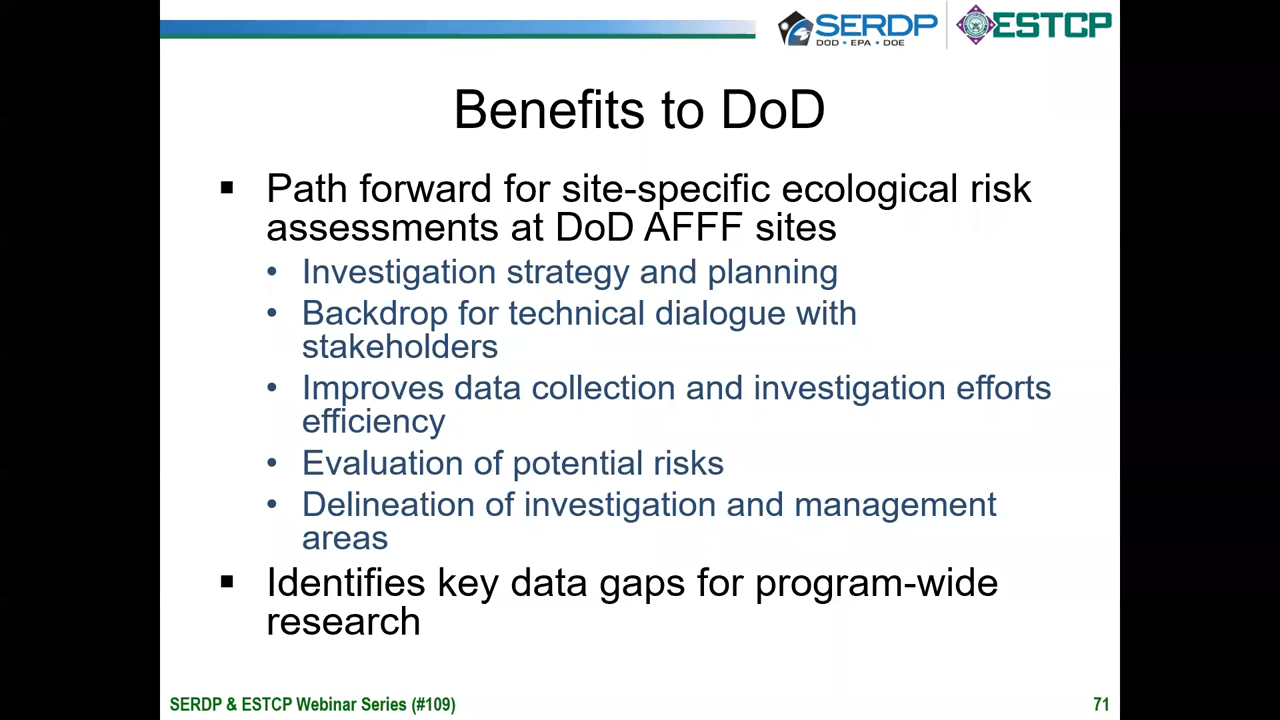 SERDP
DOD • EPA • DOE
ESTCP
Benefits to DoD
▪ Path forward for site-specific ecological risk
assessments at DoD AFFF sites
• Investigation strategy and planning
• Backdrop for technical dialogue with
stakeholders
• Improves data collection and investigation efforts
efficiency
• Evaluation of potential risks
• Delineation of investigation and management
areas
▪ Identifies key data gaps for program-wide
research
SERDP & ESTCP Webinar Series (#109)
71